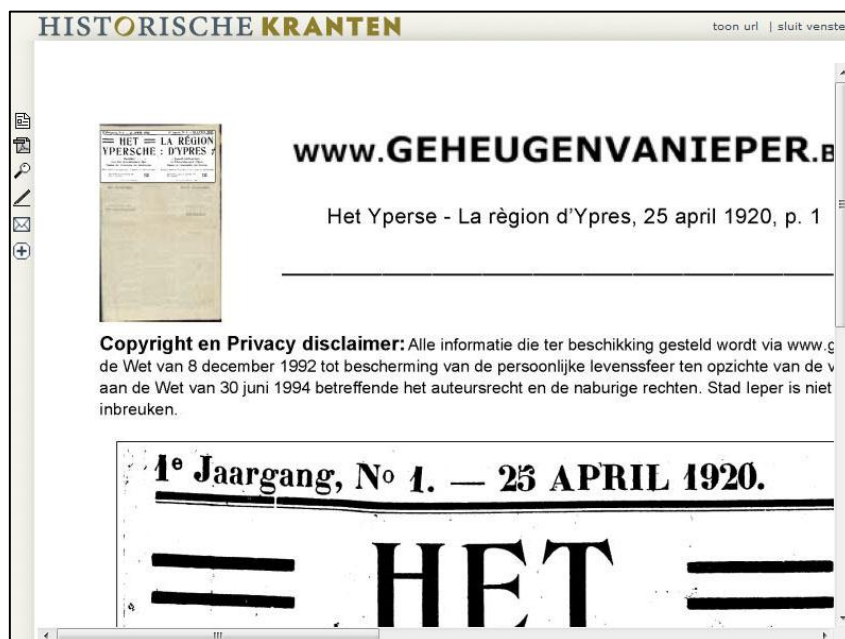 HISTORISCHE KRANTEN
toon url | sluit venste
HET LA RÉGION
YPERSCHE : D'YPRES
www.GEHEUGENVANIEPER.B
Het Yperse - La règion d'Ypres, 25 april 1920, p. 1
Copyright en Privacy disclaimer: Alle informatie die ter beschikking gesteld wordt via www.g
de Wet van 8 december 1992 tot bescherming van de persoonlijke levenssfeer ten opzichte van de v
aan de Wet van 30 juni 1994 betreffende het auteursrecht en de naburige rechten. Stad Ieper is niet
inbreuken.
1e Jaargang, No 1. — 25 APRIL 1920.
HET